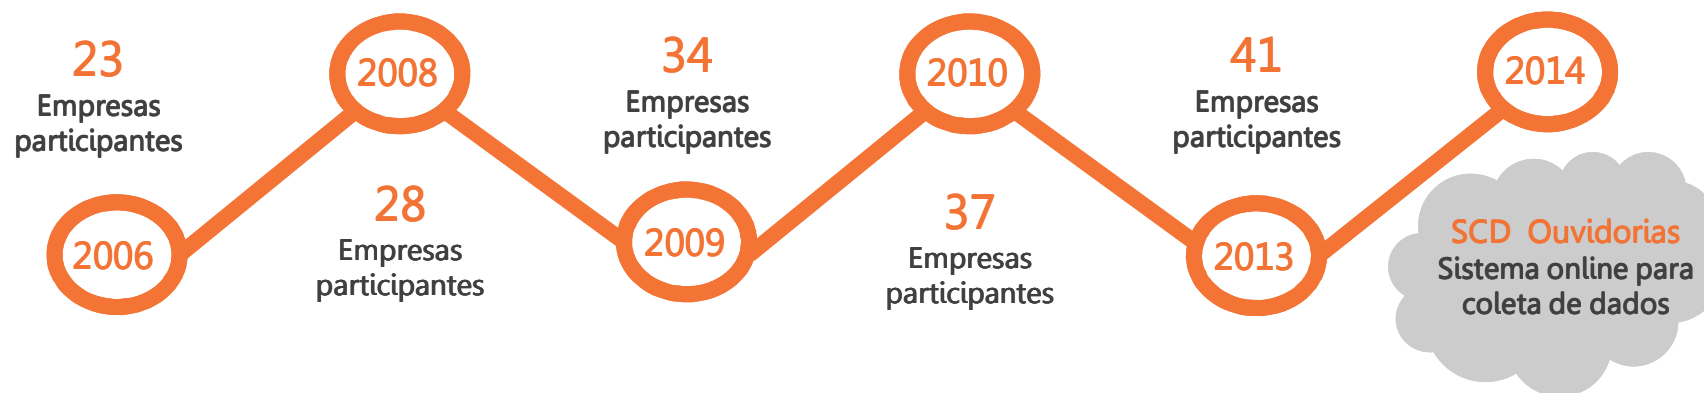 23
Empresas
participantes
2006
2008
28
Empresas
participantes
34
Empresas
participantes
2009
2010
37
Empresas
participantes
41
Empresas
participantes
2013
2014
SCD Ouvidorias
Sistema online para
coleta de dados